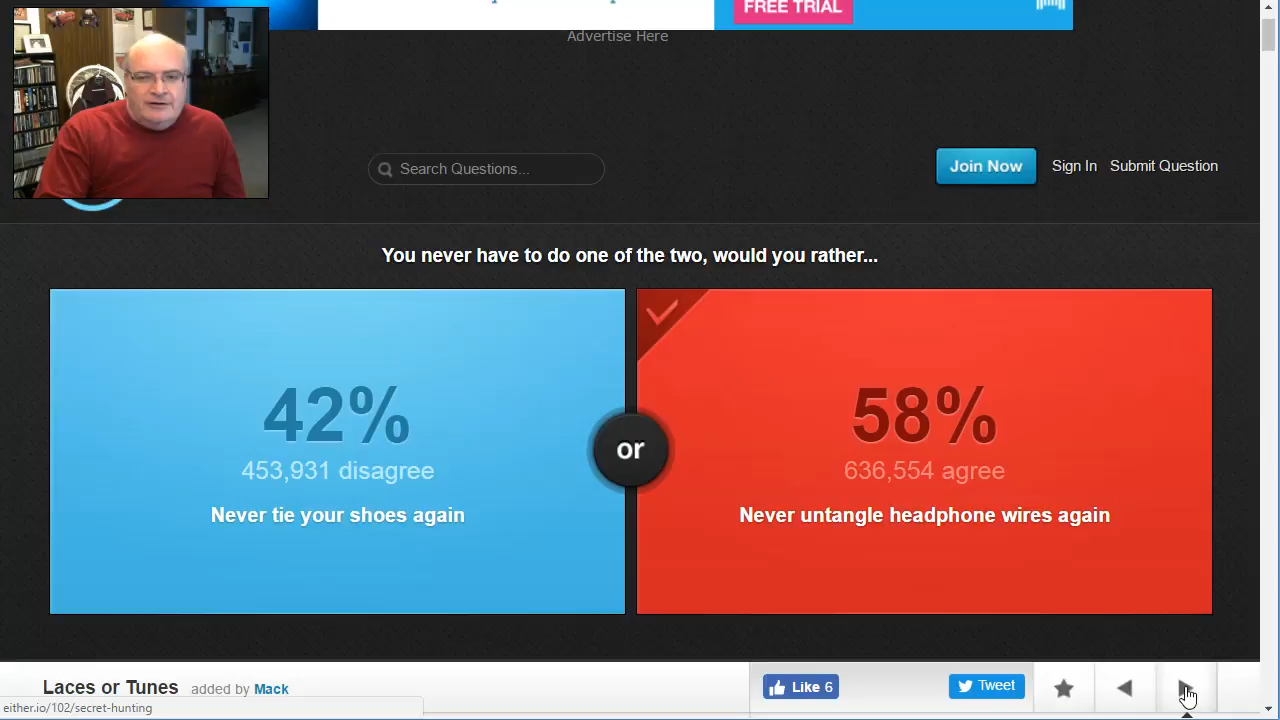 FREE TRIAL
Advertise Here
Search Questions...
Join Now
Sign In
Submit Question
You never have to do one of the two, would you rather...
42%
453,931 disagree
Never tie your shoes again
or
58%
636,554 agree
Never untangle headphone wires again
Laces or Tunes added by Mack
Like 6
Tweet
either.io/102/secret-hunting